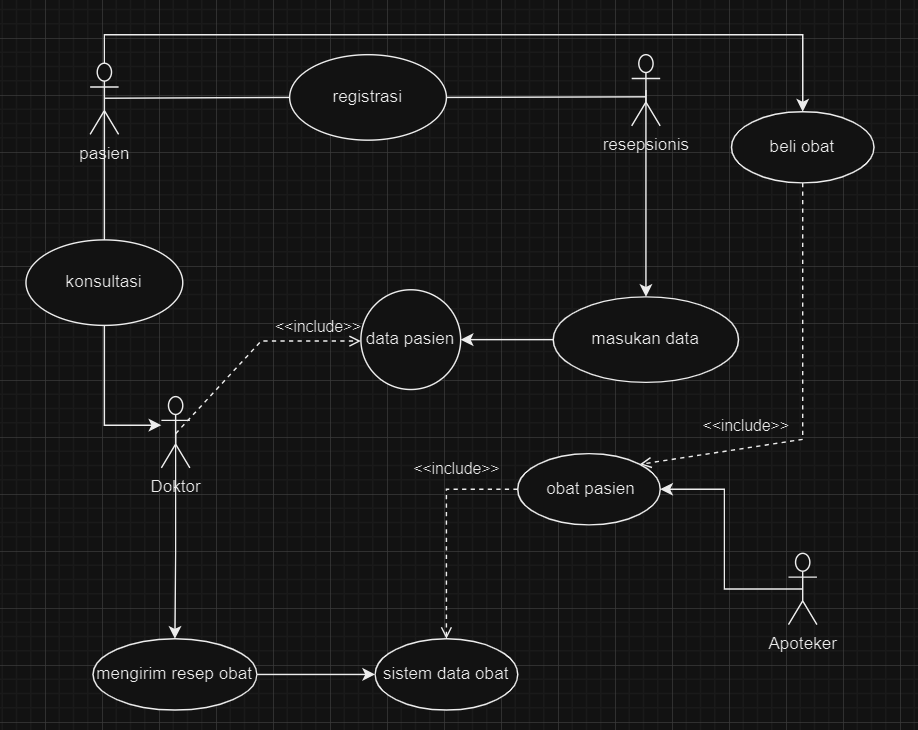 registrasi
pasien
resepsionis
beli obat
konsultasi
<<include>>
data pasien
masukan data
<<include>>
<<include>>
Doktor
obat pasien
Apoteker
mengirim resep obat
sistem data obat